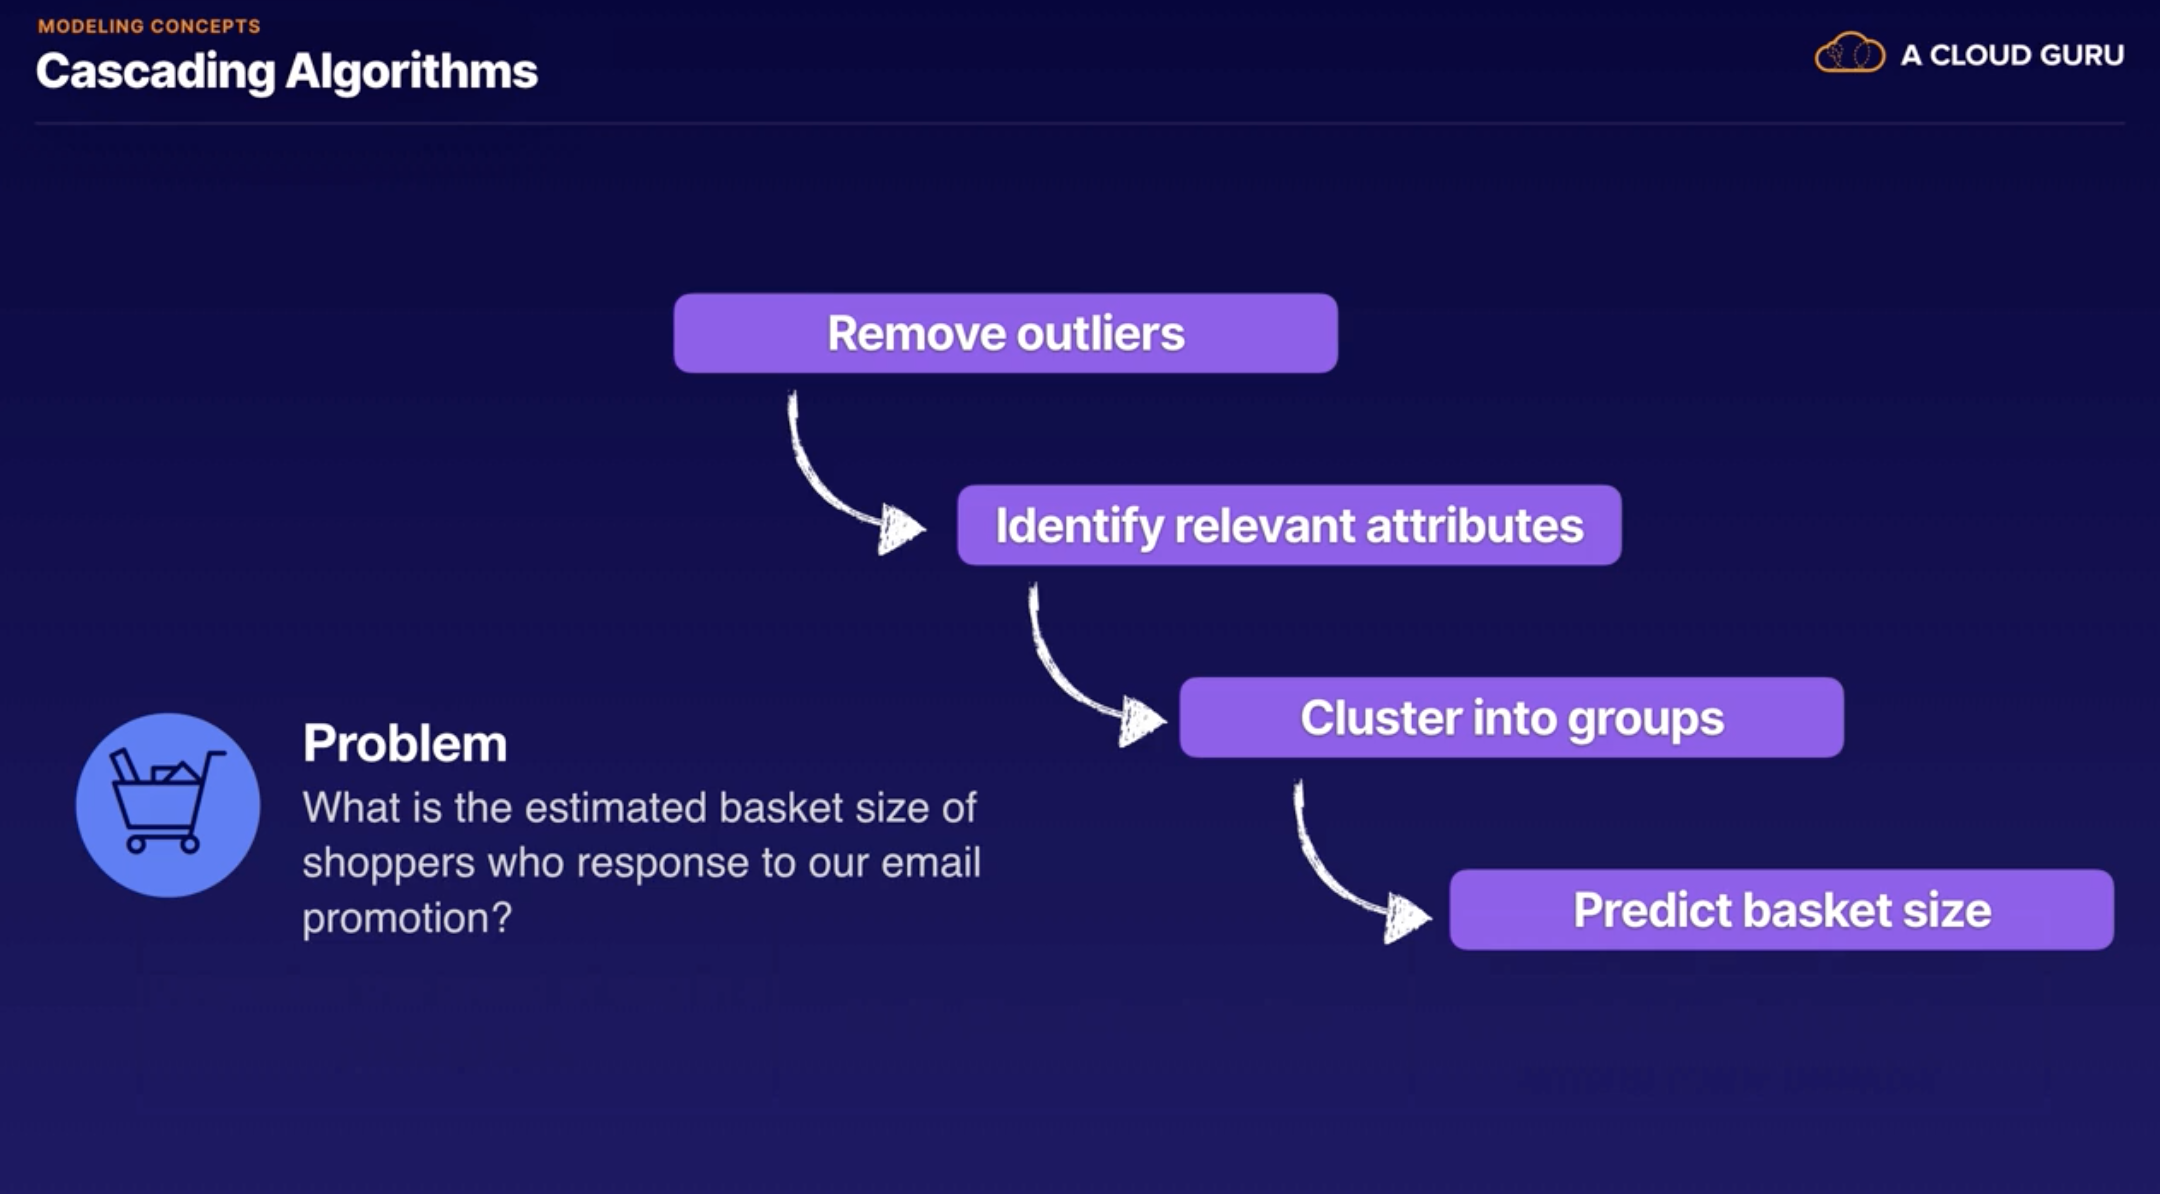 MODELING CONCEPTS
Cascading Algorithms
A CLOUD GURU
Remove outliers
Identify relevant attributes
Cluster into groups
Predict basket size
Problem
What is the estimated basket size of
shoppers who response to our email
promotion?